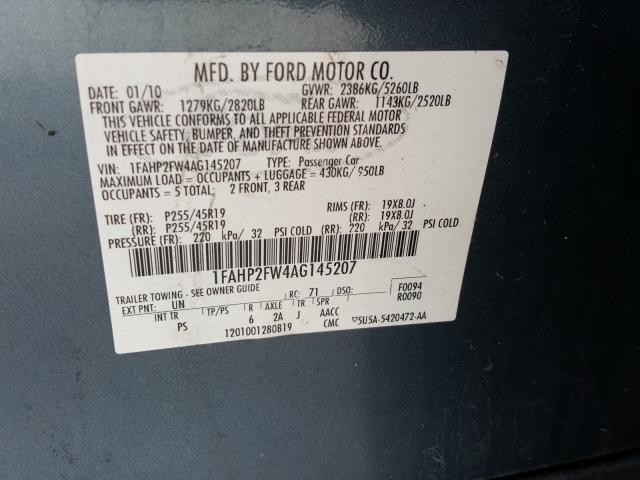 MFD. BY FORD MOTOR CO.
DATE: 01/10 GVWR: 2386KG/5260LB
FRONT GAWR: 1279KG/2820LB REAR GAWR: 1143KG/2520LB
THIS VEHICLE CONFORMS TO ALL APPLICABLE FEDERAL MOTOR
VEHICLE SAFETY, BUMPER, AND THEFT PREVENTION STANDARDS
IN EFFECT ON THE DATE OF MANUFACTURE SHOWN ABOVE.
VIN: 1FAHP2FW4AG145207 TYPE: Passenger Car
MAXIMUM LOAD = OCCUPANTS + LUGGAGE = 430KG/950LB
OCCUPANTS = 5 TOTAL; 2 FRONT, 3 REAR
TIRE (FR): P255/45R19 RIMS (FR): 19X8.0J
(RR): P255/45R19 (RR): 19X8.0J
PRESSURE (FR): 220 kPa/ 32 PSI COLD (RR): 220 kPa/ 32 PSI COLD
1FAHP2FW4AG145207
TRAILER TOWING - SEE OWNER GUIDE
EXT PNT: UN RC: 71 DSO: F0094
R0090
INT TR TP/PS R AXLE TR SPR
PS 6 2A J AACC
1201001280819 CMC ▽5U5A-5420472-AA